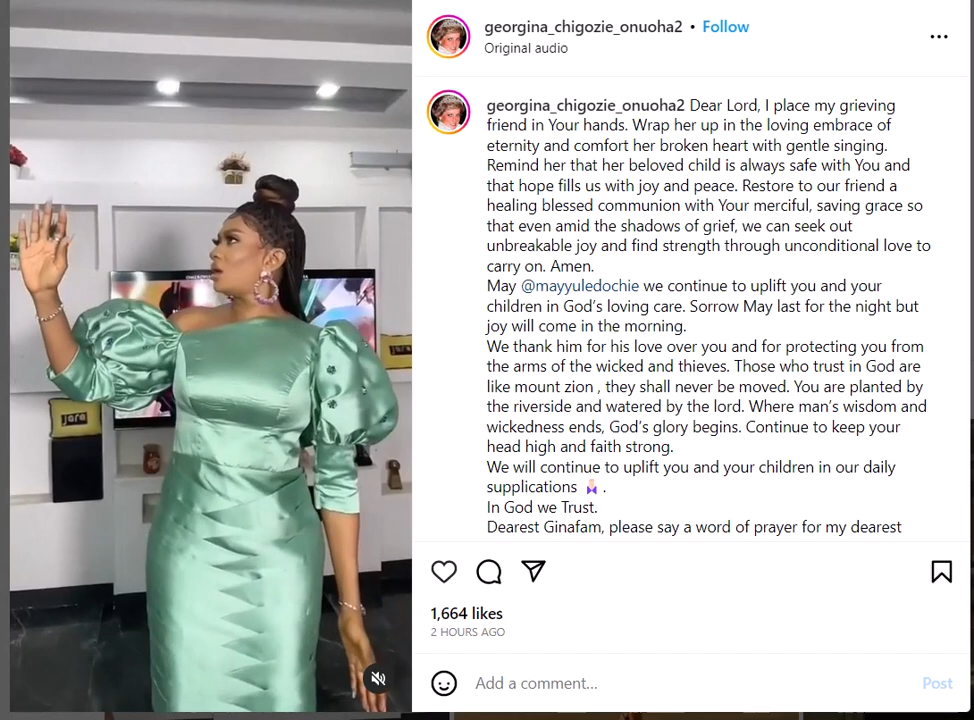 georgina_chigozie_onuoha2 • Follow
Original audio
georgina_chigozie_onuoha2 Dear Lord, I place my grieving
friend in Your hands. Wrap her up in the loving embrace of
eternity and comfort her broken heart with gentle singing.
Remind her that her beloved child is always safe with You and
that hope fills us with joy and peace. Restore to our friend a
healing blessed communion with Your merciful, saving grace so
that even amid the shadows of grief, we can seek out
unbreakable joy and find strength through unconditional love to
carry on. Amen.
May @mayyuledochie we continue to uplift you and your
children in God’s loving care. Sorrow May last for the night but
joy will come in the morning.
We thank him for his love over you and for protecting you from
the arms of the wicked and thieves. Those who trust in God are
like mount zion , they shall never be moved. You are planted by
the riverside and watered by the lord. Where man’s wisdom and
wickedness ends, God’s glory begins. Continue to keep your
head high and faith strong.
We will continue to uplift you and your children in our daily
supplications 🙏🏻 .
In God we Trust.
Dearest Ginafam, please say a word of prayer for my dearest
1,664 likes
2 HOURS AGO
Add a comment...
Post
jara
jara